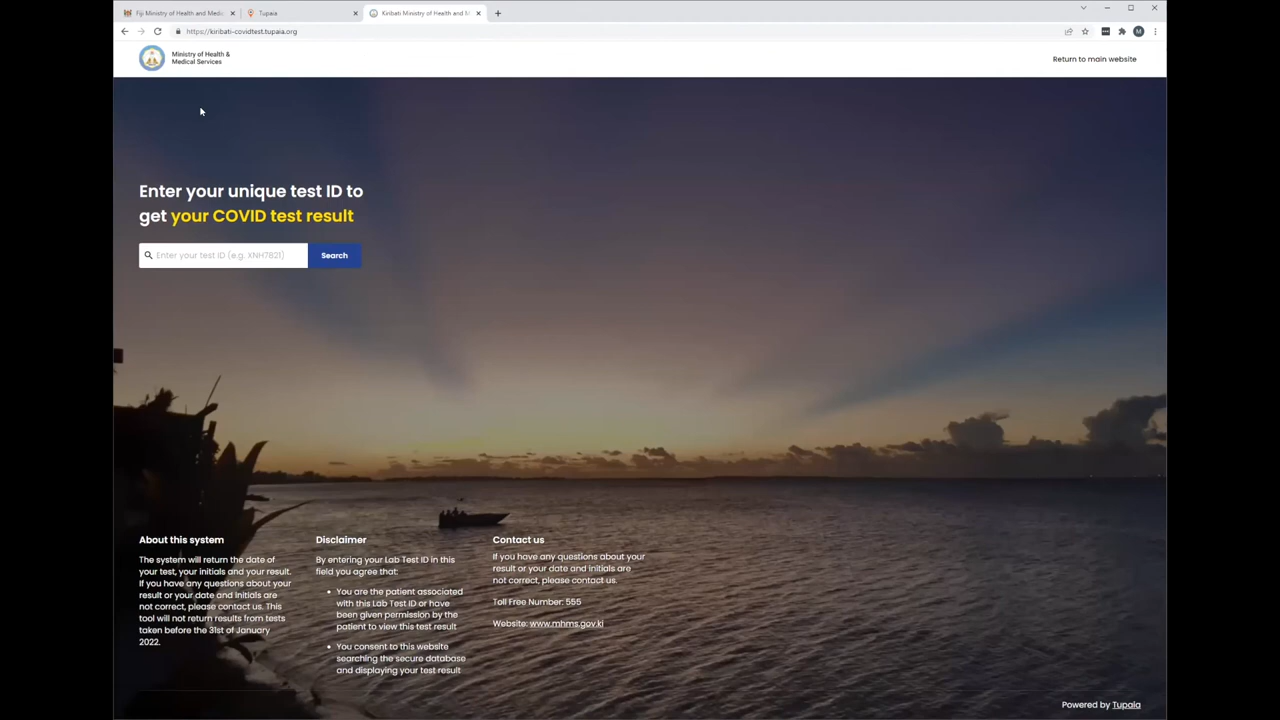 Fiji Ministry of Health and Medic
Tupaia
Kiribati Ministry of Health and M
https://kiribati-covidtest.tupaia.org
M
Ministry of Health &
Medical Services
Return to main website
Enter your unique test ID to
get your COVID test result
Enter your test ID (e.g. XNH7821)
Search
About this system
The system will return the date of
your test, your initials and your result.
If you have any questions about your
result or your date and initials are
not correct, please contact us. This
tool will not return results from tests
taken before the 31st of January
2022.
Disclaimer
By entering your Lab Test ID in this
field you agree that:
• You are the patient associated
with this Lab Test ID or have
been given permission by the
patient to view this test result
• You consent to this website
searching the secure database
and displaying your test result
Contact us
If you have any questions about your
result or your date and initials are
not correct, please contact us.
Toll Free Number: 555
Website: www.mhms.gov.ki
Powered by Tupaia